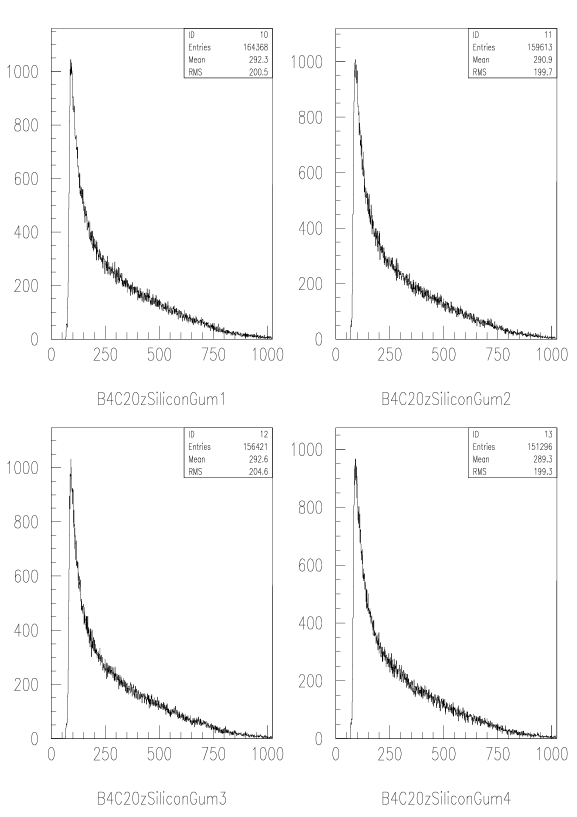 ID 10
Entries 164368
Mean 292.3
RMS 200.5
1000
800
600
400
200
0
0 250 500 750 1000
B4C20zSiliconGum1
ID 11
Entries 159613
Mean 290.9
RMS 199.7
1000
800
600
400
200
0
0 250 500 750 1000
B4C20zSiliconGum2
ID 12
Entries 156421
Mean 292.6
RMS 204.6
1000
800
600
400
200
0
0 250 500 750 1000
B4C20zSiliconGum3
ID 13
Entries 151296
Mean 289.3
RMS 199.3
1000
800
600
400
200
0
0 250 500 750 1000
B4C20zSiliconGum4